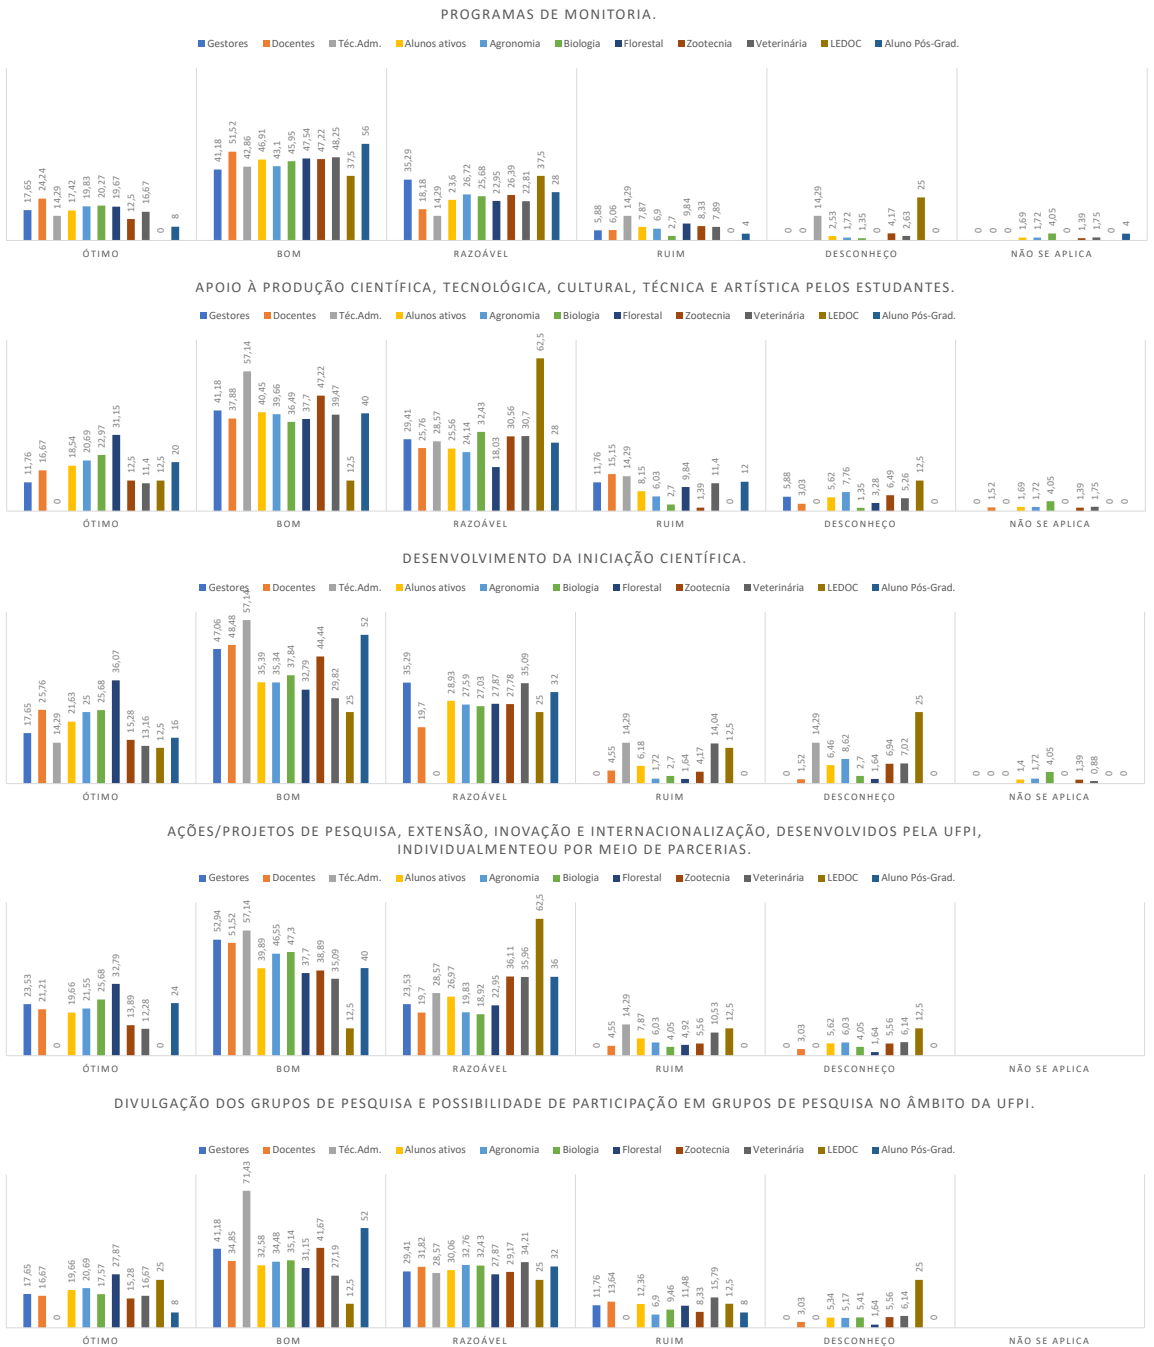 PROGRAMAS DE MONITORIA.
Gestores Docentes Téc.Adm. Alunos ativos Agronomia Biologia Florestal Zootecnia Veterinária LEDOC Aluno Pós-Grad.
17,65 24,24 14,29 17,42 19,83 20,27 19,67 12,5 16,67 0 8
41,18 51,52 42,86 46,91 43,1 45,95 47,54 47,22 48,25 37,5 56
35,29 18,18 14,29 23,6 26,72 25,68 22,95 26,39 22,81 37,5 28
5,88 6,06 14,29 7,87 6,9 2,7 9,84 8,33 7,89 0 4
0 0 14,29 2,53 1,72 1,35 0 4,17 2,63 25 0
0 0 0 1,69 1,72 4,05 0 1,39 1,75 0 4
ÓTIMO BOM RAZOÁVEL RUIM DESCONHEÇO NÃO SE APLICA
APOIO À PRODUÇÃO CIENTÍFICA, TECNOLÓGICA, CULTURAL, TÉCNICA E ARTÍSTICA PELOS ESTUDANTES.
Gestores Docentes Téc.Adm. Alunos ativos Agronomia Biologia Florestal Zootecnia Veterinária LEDOC Aluno Pós-Grad.
11,76 16,67 0 18,54 20,69 22,97 31,15 12,5 11,4 12,5 20
41,18 37,88 57,14 40,45 39,66 36,49 37,7 47,22 39,47 12,5 40
29,41 25,76 28,57 25,56 24,14 32,43 18,03 30,56 30,7 62,5 28
11,76 15,15 14,29 8,15 6,03 2,7 9,84 1,39 11,4 0 12
5,88 3,03 0 5,62 7,76 1,35 3,28 6,49 5,26 12,5 0
0 1,52 0 1,69 1,72 4,05 0 1,39 1,75 0 0
ÓTIMO BOM RAZOÁVEL RUIM DESCONHEÇO NÃO SE APLICA
DESENVOLVIMENTO DA INICIAÇÃO CIENTÍFICA.
Gestores Docentes Téc.Adm. Alunos ativos Agronomia Biologia Florestal Zootecnia Veterinária LEDOC Aluno Pós-Grad.
17,65 25,76 14,29 21,63 25 25,68 36,07 15,28 13,16 12,5 16
47,06 48,48 57,14 35,39 35,34 37,84 32,79 44,44 29,82 25 52
35,29 19,7 0 28,93 27,59 27,03 27,87 27,78 35,09 25 32
0 4,55 14,29 6,18 1,72 2,7 1,64 4,17 14,04 12,5 0
0 1,52 14,29 6,46 8,62 2,7 1,64 6,94 7,02 25 0
0 0 0 1,4 1,72 4,05 0 1,39 0,88 0 0
ÓTIMO BOM RAZOÁVEL RUIM DESCONHEÇO NÃO SE APLICA
AÇÕES/PROJETOS DE PESQUISA, EXTENSÃO, INOVAÇÃO E INTERNACIONALIZAÇÃO, DESENVOLVIDOS PELA UFPI,
INDIVIDUALMENTEOU POR MEIO DE PARCERIAS.
Gestores Docentes Téc.Adm. Alunos ativos Agronomia Biologia Florestal Zootecnia Veterinária LEDOC Aluno Pós-Grad.
23,53 21,21 0 19,66 21,55 25,68 32,79 13,89 12,28 0 24
52,94 51,52 57,14 39,89 46,55 47,3 37,7 38,89 35,09 12,5 40
23,53 19,7 28,57 26,97 19,83 18,92 22,95 36,11 35,96 62,5 36
0 4,55 14,29 7,87 6,03 4,05 4,92 5,56 10,53 12,5 0
0 3,03 0 5,62 6,03 4,05 1,64 5,56 6,14 12,5 0
ÓTIMO BOM RAZOÁVEL RUIM DESCONHEÇO NÃO SE APLICA
DIVULGAÇÃO DOS GRUPOS DE PESQUISA E POSSIBILIDADE DE PARTICIPAÇÃO EM GRUPOS DE PESQUISA NO ÂMBITO DA UFPI.
Gestores Docentes Téc.Adm. Alunos ativos Agronomia Biologia Florestal Zootecnia Veterinária LEDOC Aluno Pós-Grad.
17,65 16,67 0 19,66 20,69 17,57 27,87 15,28 16,67 25 8
41,18 34,85 71,43 32,58 34,48 35,14 31,15 41,67 27,19 12,5 52
29,41 31,82 28,57 30,06 32,76 32,43 27,87 29,17 34,21 25 32
11,76 13,64 0 12,36 6,9 9,46 11,48 8,33 15,79 12,5 8
0 3,03 0 5,34 5,17 5,41 1,64 5,56 6,14 25 0
ÓTIMO BOM RAZOÁVEL RUIM DESCONHEÇO NÃO SE APLICA